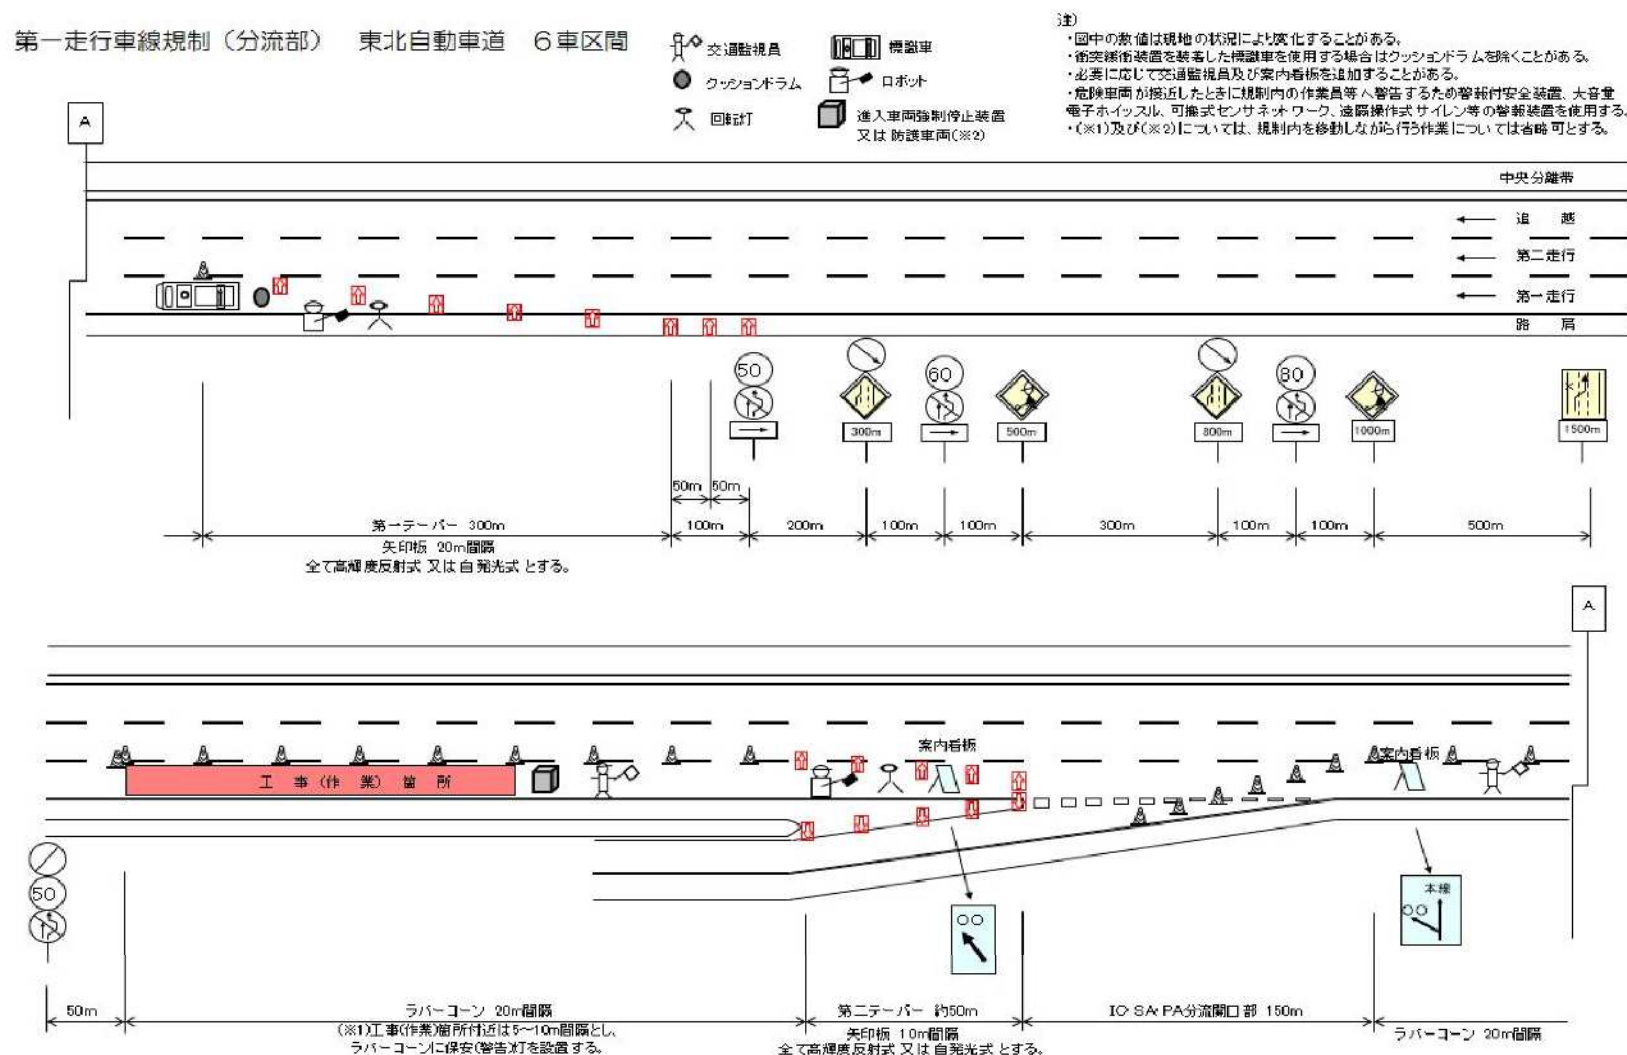 第一走行車線規制（分流部）　東北自動車道　６車区間
交通監視員
標識車
クッションドラム
ロボット
回転灯
進入車両強制停止装置
又は防護車両(※2)
注)
・図中の数値は現地の状況により変化することがある。
・衝突緩衝装置を装着した標識車を使用する場合はクッションドラムを除くことがある。
・必要に応じて交通監視員及び案内看板を追加することがある。
・危険車両が接近したときに規制内の作業員等へ警告するため警報付安全装置、大音量
電子ホイッスル、可搬式センサネットワーク、遠隔操作式サイレン等の警報装置を使用する。
・(※1)及び(※2)については、規制内を移動しながら行う作業については省略可とする。
A
中央分離帯
追　越
第二走行
第一走行
路　肩
50
60
80
300m
500m
800m
1000m
1500m
50m
50m
第一テーパー 300m
100m
200m
100m
100m
300m
100m
100m
500m
矢印板 20m間隔
全て高輝度反射式 又は 自発光式 とする。
A
案内看板
案内看板
工 事 (作 業) 箇 所
50
○○
本線
○○
50m
ラバーコーン 20m間隔
第二テーパー 約50m
IC・SA・PA分流開口部 150m
(※1)工事(作業)箇所付近は5～10m間隔とし、
ラバーコーンに保安(警告)灯を設置する。
矢印板 10m間隔
全て高輝度反射式 又は 自発光式 とする。
ラバーコーン 20m間隔